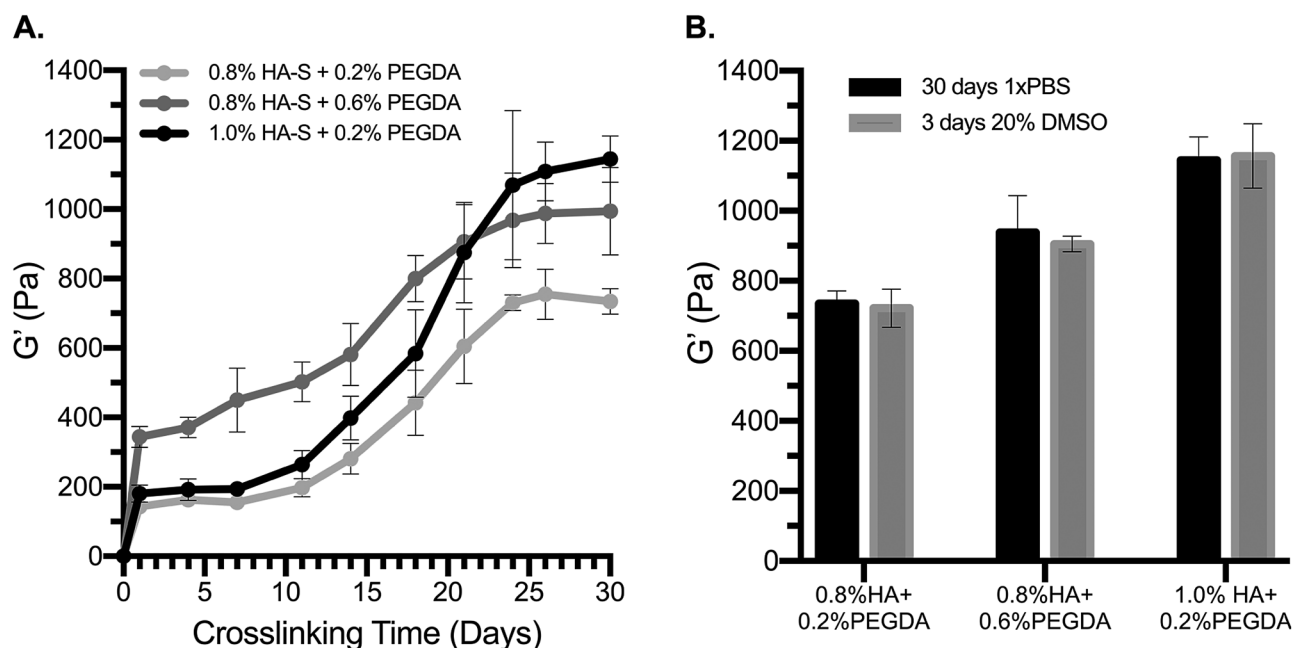 A.
1400
1200
1000
800
600
400
200
0
G’ (Pa)
0.8% HA-S + 0.2% PEGDA
0.8% HA-S + 0.6% PEGDA
1.0% HA-S + 0.2% PEGDA
0 5 10 15 20 25 30
Crosslinking Time (Days)
B.
1400
1200
1000
800
600
400
200
0
G’ (Pa)
30 days 1xPBS
3 days 20% DMSO
0.8%HA+
0.2%PEGDA
0.8%HA+
0.6%PEGDA
1.0% HA+
0.2%PEGDA